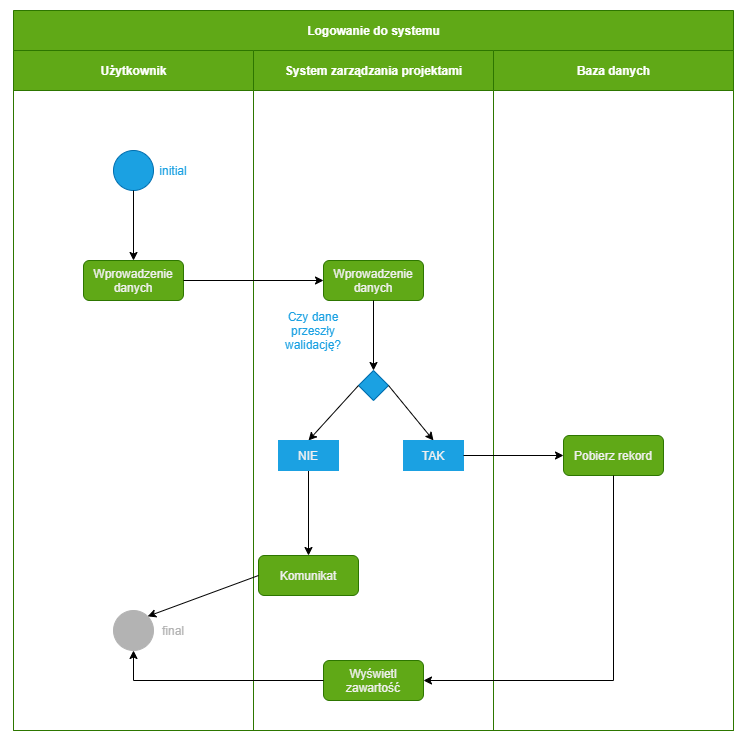 Logowanie do systemu
Użytkownik
System zarządzania projektami
Baza danych
initial
Wprowadzenie
danych
Wprowadzenie
danych
Czy dane
przeszły
walidację?
NIE
TAK
Pobierz rekord
Komunikat
final
Wyświetl
zawartość